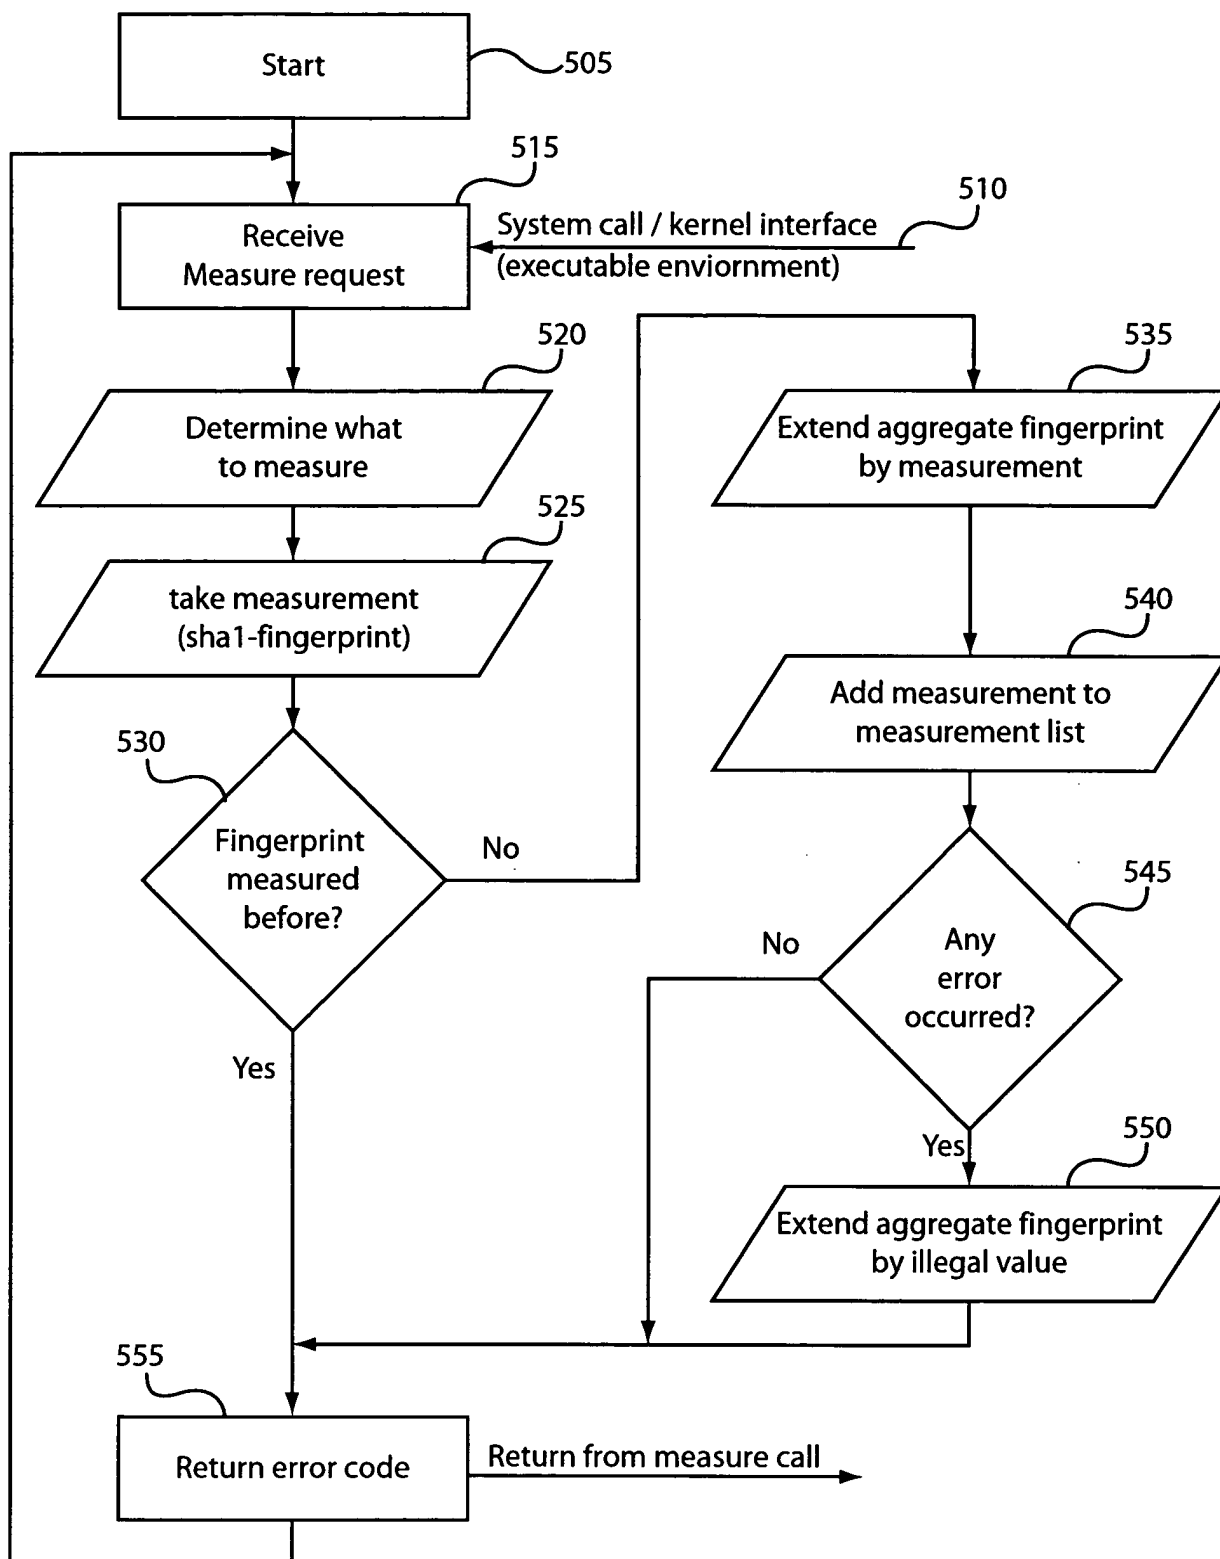 Start
505
515
510
Receive
Measure request
System call / kernel interface
(executable enviornment)
520
Determine what
to measure
525
take measurement
(sha1-fingerprint)
530
Fingerprint
measured
before?
No
Yes
535
Extend aggregate fingerprint
by measurement
540
Add measurement to
measurement list
545
Any
error
occurred?
No
Yes
550
Extend aggregate fingerprint
by illegal value
555
Return error code
Return from measure call